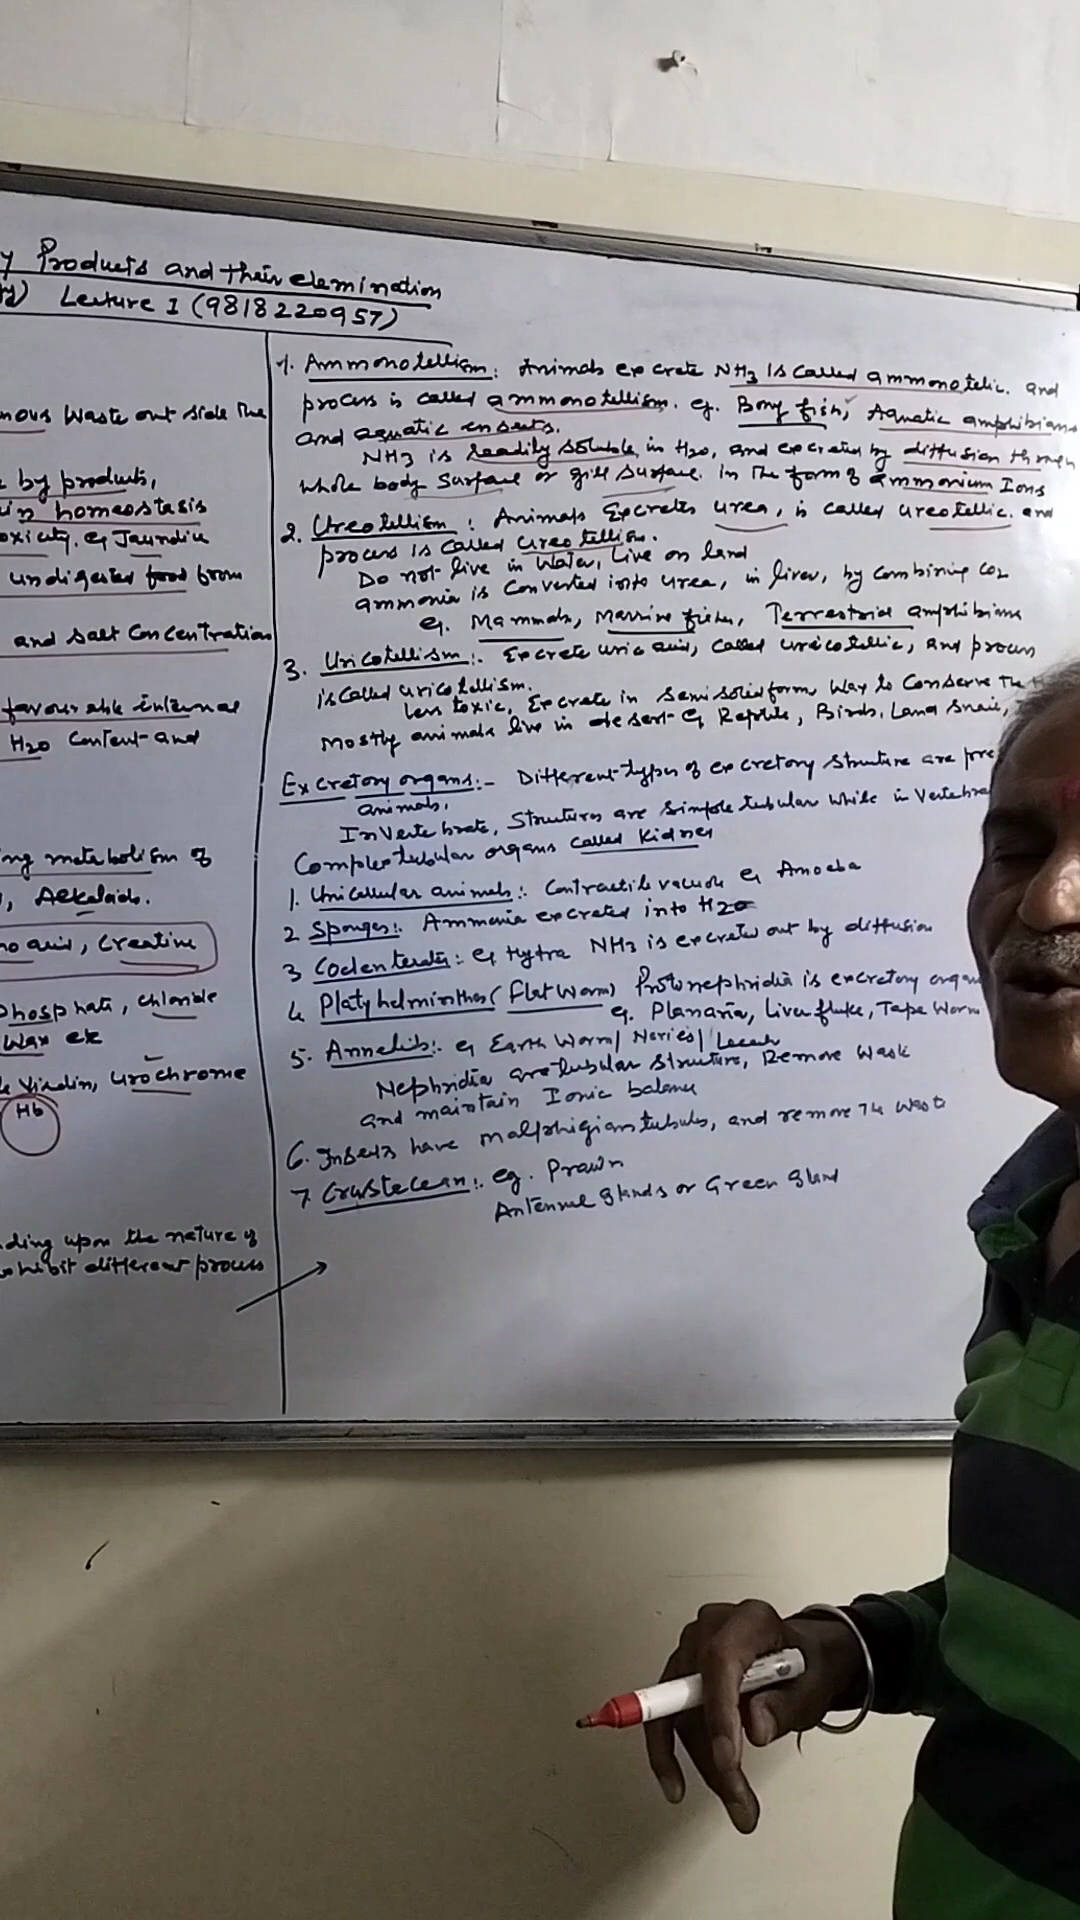 y Products and their elemination
y) Lecture 1 (9818220957)
nous waste out side the
by products,
in homeostasis
oxicity. eg Jaundice
undigested food from
and salt concentration
favourable internal
H2O content and
ng metabolism of
, Alkaloids.
no acid, Creatine
Phosphate, chloride
Wax etc
Virdin, urochrome
Hb
nding upon the nature of
exhibit different process
1. Ammonotellism: Animals excrete NH3 is called ammonotelic. and
process is called ammonotellism. eg. Bony fish, Aquatic amphibians
and aquatic insects.
NH3 is readily soluble in H2O, and excreted by diffusion through
whole body surface or gill surface in the form of ammonium Ions
2. Ureotellism: Animals Excretes urea, is called ureotellic. and
process is called ureotellism.
Do not live in water, Live on land
ammonia is converted into urea, in liver, by combining CO2
eg. Mammals, Marine fishes, Terrestrial amphibians
3. Uricotellism:- Excrete uric acid, called uricotellic, and process
is called uricotellism.
Less toxic, Excrete in semisolid form way to conserve the H
Mostly animals live in desert eg Reptile, Birds, Land snail,
Excretory organs:- Different types of excretory structure are pre
animals.
Invertebrate, structures are simple tubular while in vertebra
Complex tubular organs called Kidney
1. Unicellular animals:. Contractile vacuole eg Amoeba
2 Sponges:. Ammonia excreted into H2O
3 Coelenterate: eg Hydra NH3 is excreted out by diffusion
4. Platyhelminthes (Flat worm) Protonephridia is excretory organ
eg. Planaria, Liver fluke, Tape worm
5. Annelids:. eg Earth worm/ Neries/ Leech
Nephridia are tubular structure, Remove waste
and maintain Ionic balance
6. Insects have malphigian tubules, and remove the waste
7. Crustecean:. eg. Prawn
Antennal glands or Green gland